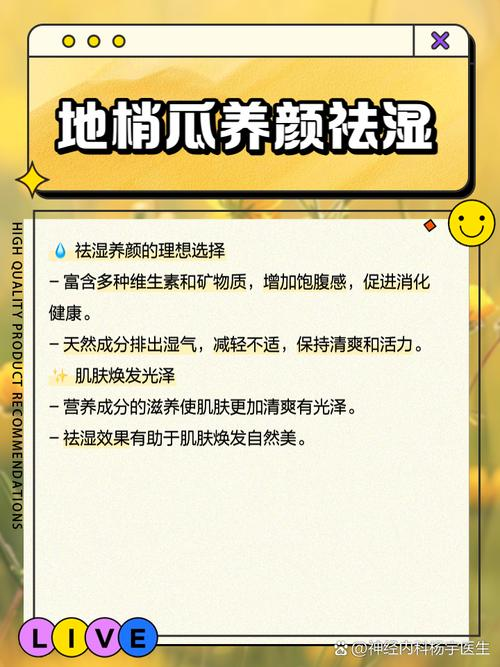 地梢瓜养颜祛湿
💧 祛湿养颜的理想选择
– 富含多种维生素和矿物质，增加饱腹感，促进消化
健康。
– 天然成分排出湿气，减轻不适，保持清爽和活力。
✨ 肌肤焕发光泽
– 营养成分的滋养使肌肤更加清爽有光泽。
– 祛湿效果有助于肌肤焕发自然美。
HIGH QUALITY PRODUCT RECOMMENDATIONS
LIVE
@神经内科杨宇医生